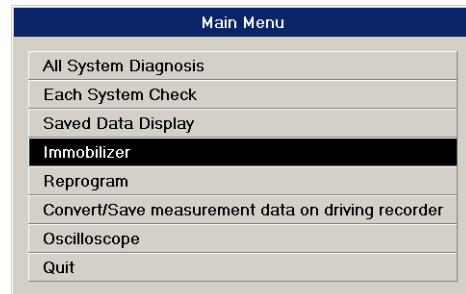 Main Menu
All System Diagnosis
Each System Check
Saved Data Display
Immobilizer
Reprogram
Convert/Save measurement data on driving recorder
Oscilloscope
Quit